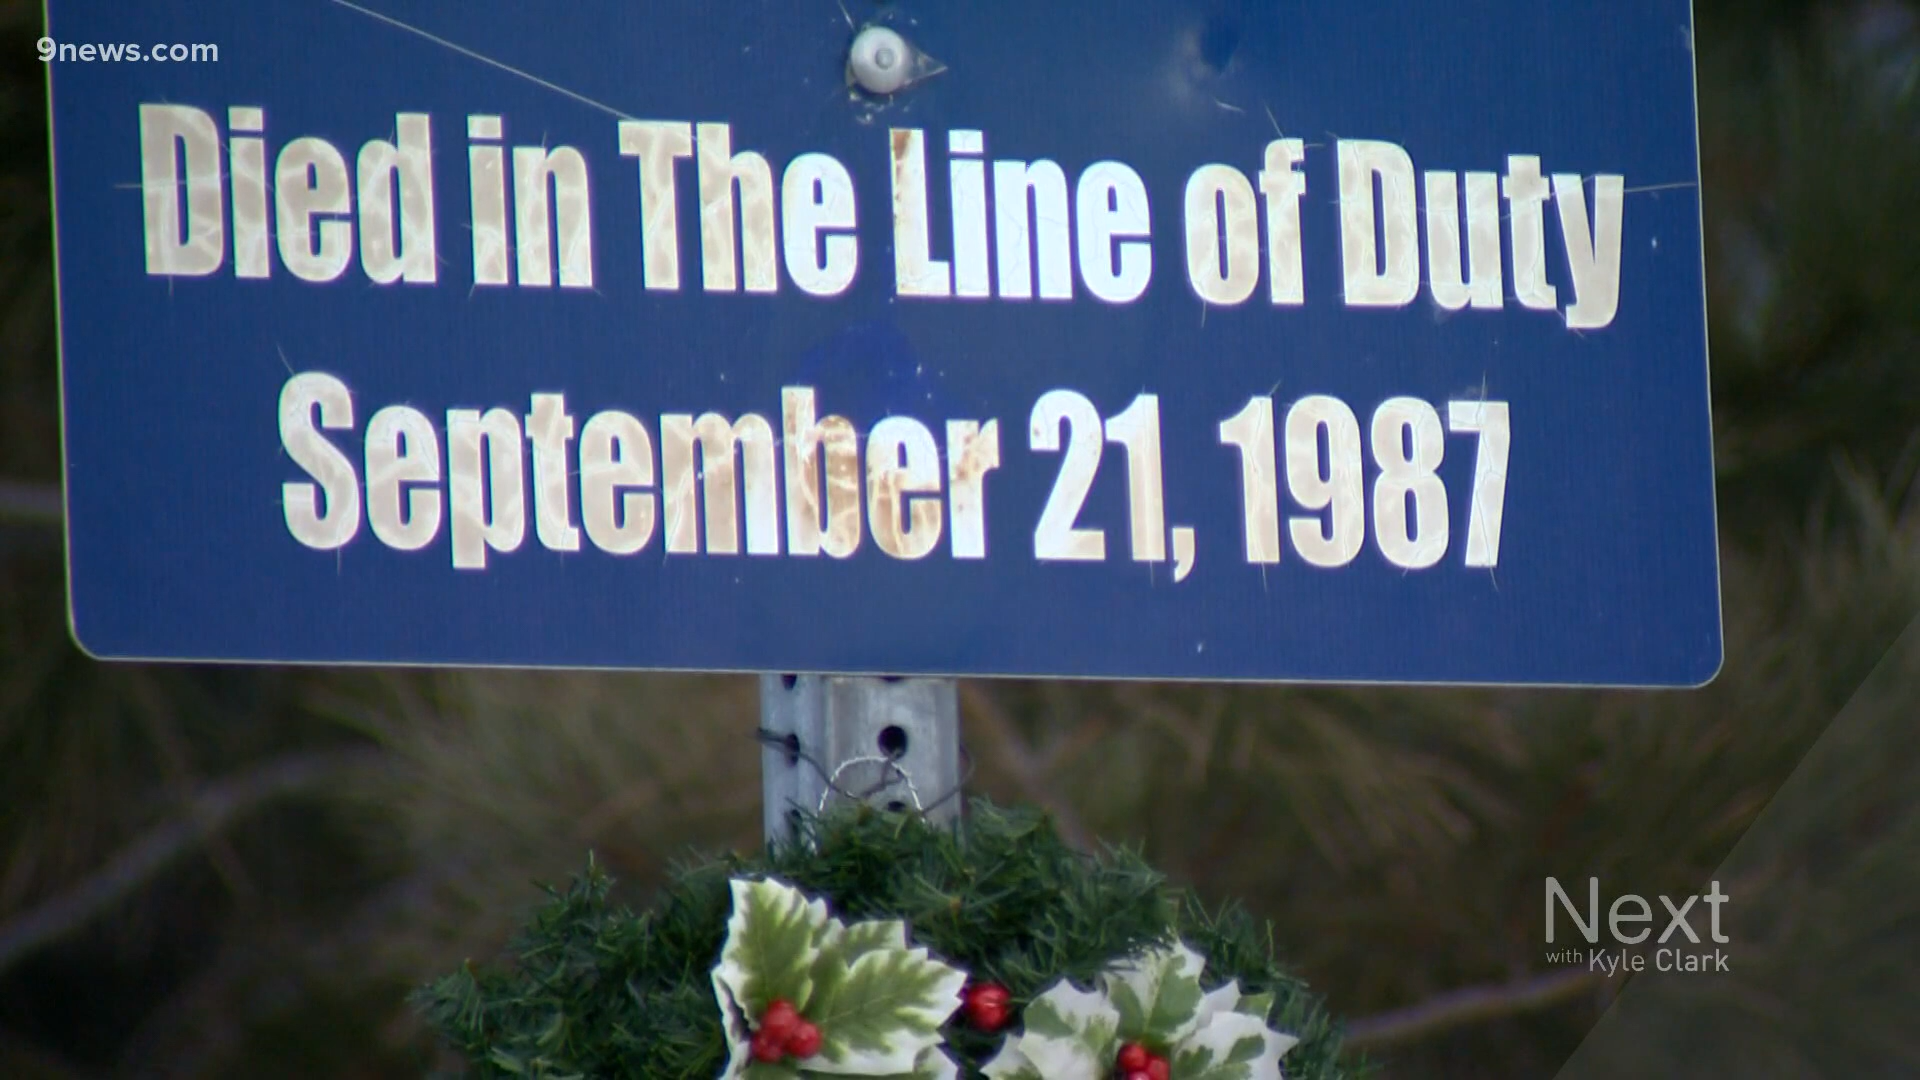 9news.com
Died in The Line of Duty
September 21, 1987
Next
with Kyle Clark